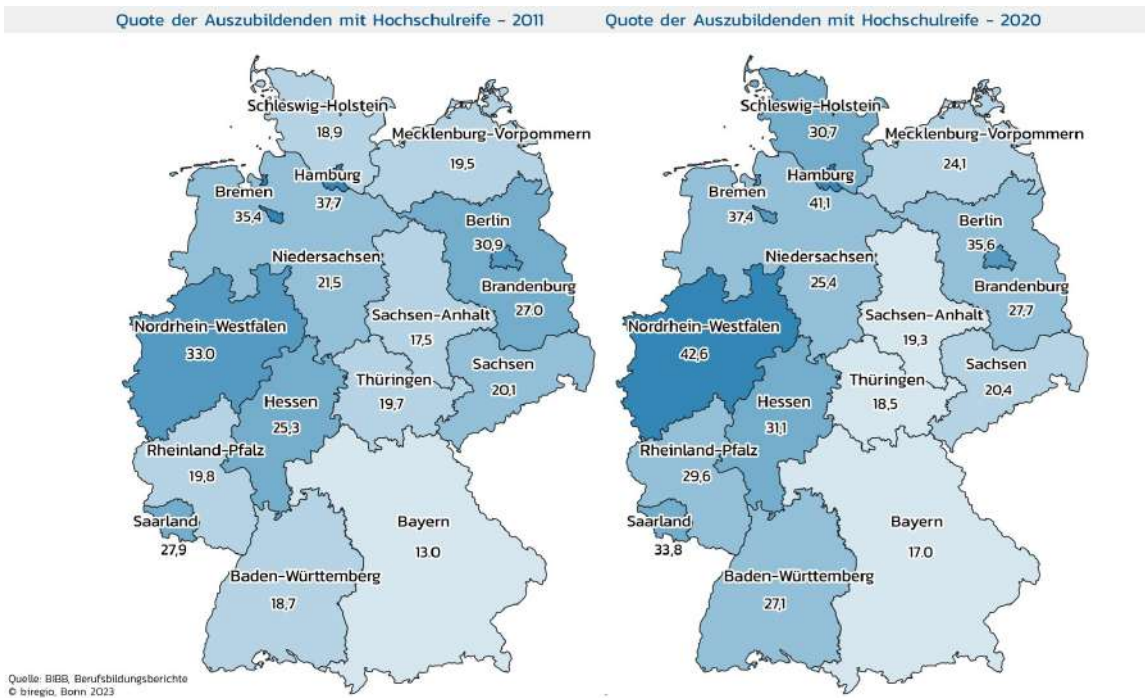 Quote der Auszubildenden mit Hochschulreife - 2011
Schleswig-Holstein
18,9
Mecklenburg-Vorpommern
19,5
Hamburg
37,7
Bremen
35,4
Berlin
30,9
Niedersachsen
21,5
Brandenburg
27.0
Sachsen-Anhalt
17,5
Nordrhein-Westfalen
33.0
Sachsen
20,1
Thüringen
19,7
Hessen
25,3
Rheinland-Pfalz
19,8
Saarland
27,9
Bayern
13.0
Baden-Württemberg
18,7
Quote der Auszubildenden mit Hochschulreife - 2020
Schleswig-Holstein
30,7
Mecklenburg-Vorpommern
24,1
Hamburg
41,1
Bremen
37,4
Berlin
35,6
Niedersachsen
25,4
Brandenburg
27,7
Sachsen-Anhalt
19,3
Nordrhein-Westfalen
42,6
Sachsen
20,4
Thüringen
18,5
Hessen
31,1
Rheinland-Pfalz
29,6
Saarland
33,8
Bayern
17.0
Baden-Württemberg
27,1
Quelle: BIBB, Berufsbildungsberichte
© biregio, Bonn 2023